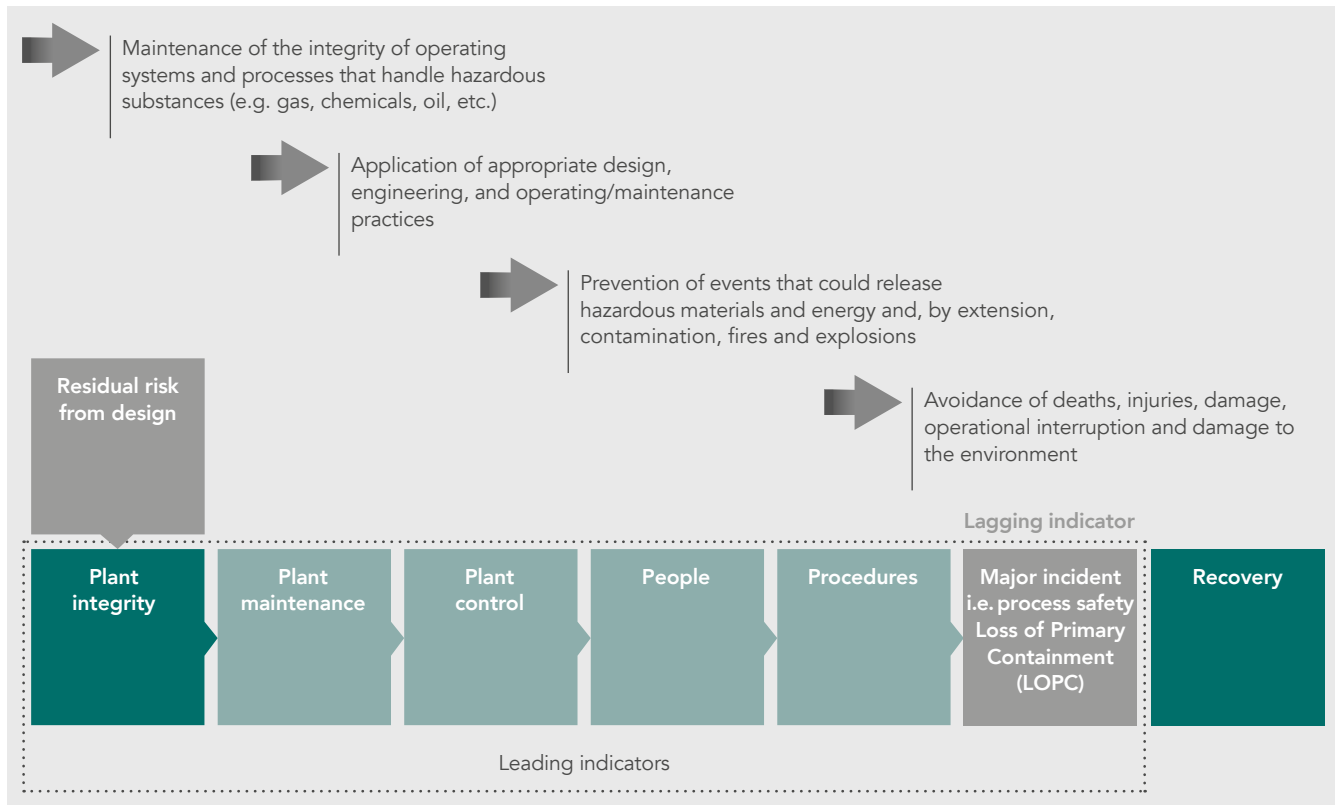 Maintenance of the integrity of operating
systems and processes that handle hazardous
substances (e.g. gas, chemicals, oil, etc.)
Application of appropriate design,
engineering, and operating/maintenance
practices
Prevention of events that could release
hazardous materials and energy and, by extension,
contamination, fires and explosions
Residual risk
from design
Avoidance of deaths, injuries, damage,
operational interruption and damage to
the environment
Lagging indicator
Plant
integrity
Plant
maintenance
Plant
control
People
Procedures
Major incident
i.e. process safety
Loss of Primary
Containment
(LOPC)
Recovery
Leading indicators